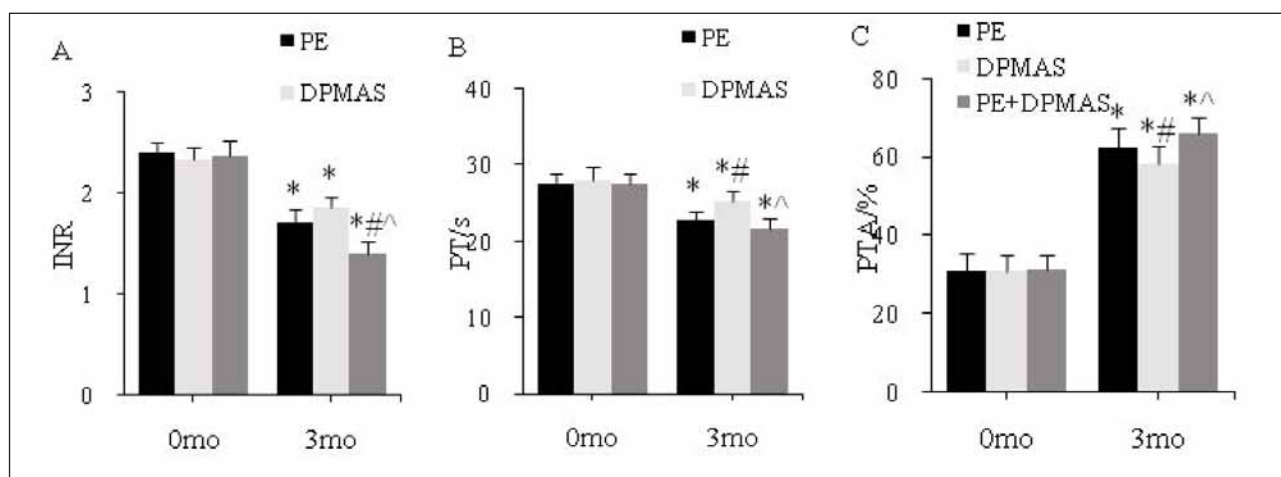 A
PE
DPMAS
3
2
1
0
INR
* *
*#^
0mo 3mo
B
PE
DPMAS
40
30
20
10
0
PT/s
*
*#
*^
0mo 3mo
C
PE
DPMAS
PE+DPMAS
80
60
40
20
0
PTA/%
*
*#
*^
0mo 3mo